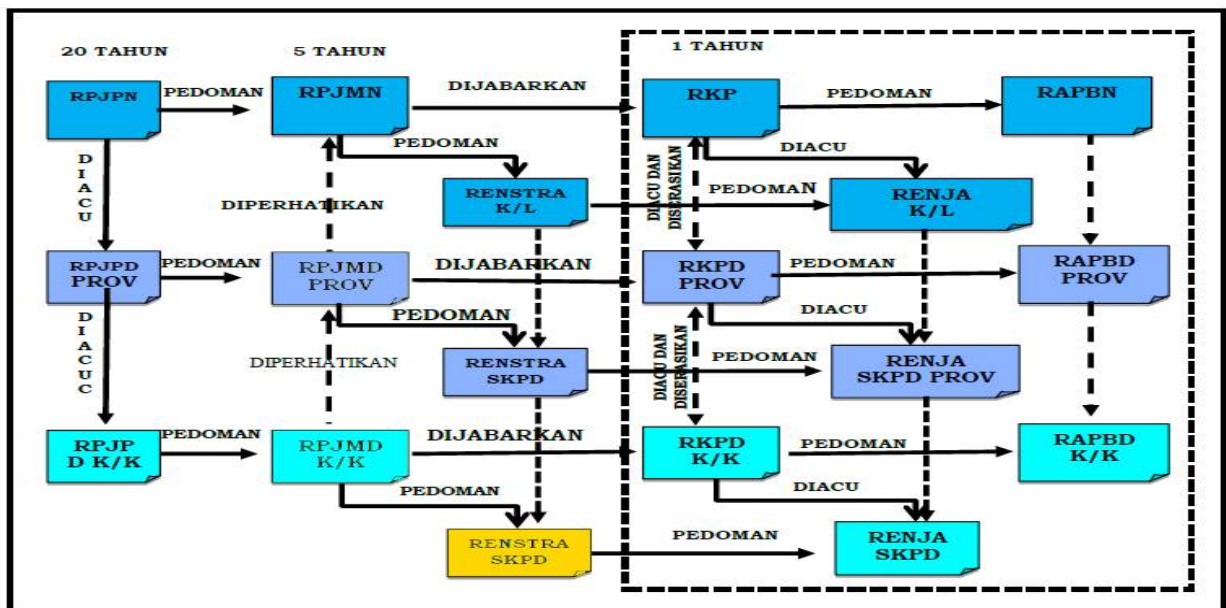 20 TAHUN
5 TAHUN
1 TAHUN
RPJPN
PEDOMAN
RPJMN
DIJABARKAN
RKP
PEDOMAN
RAPBN
DIACU
PEDOMAN
DIACU
RENSTRA
K/L
PEDOMAN
RENJA
K/L
DIPERHATIKAN
DIACU DAN
DISERASIKAN
RPJPD
PROV
PEDOMAN
RPJMD
PROV
DIJABARKAN
RKPD
PROV
PEDOMAN
RAPBD
PROV
DIACUC
PEDOMAN
DIACU
DIPERHATIKAN
RENSTRA
SKPD
PEDOMAN
RENJA
SKPD PROV
DIACU DAN
DISERASIKAN
RPJP
D K/K
PEDOMAN
RPJMD
K/K
DIJABARKAN
RKPD
K/K
PEDOMAN
RAPBD
K/K
PEDOMAN
DIACU
RENSTRA
SKPD
PEDOMAN
RENJA
SKPD